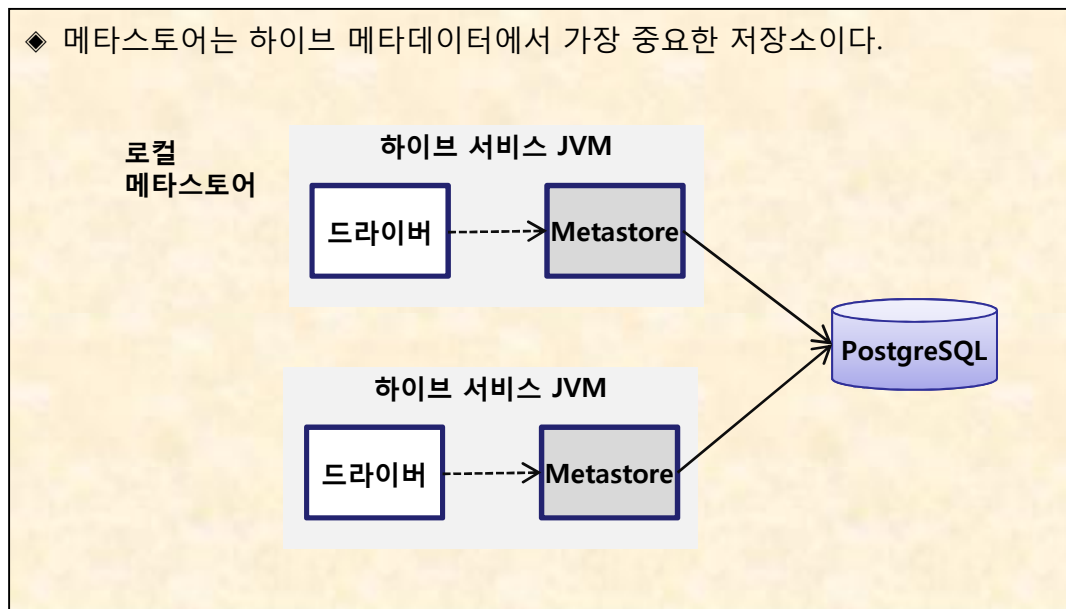 ◈ 메타스토어는 하이브 메타데이터에서 가장 중요한 저장소이다.
로컬
메타스토어
하이브 서비스 JVM
드라이버
Metastore
PostgreSQL
하이브 서비스 JVM
드라이버
Metastore